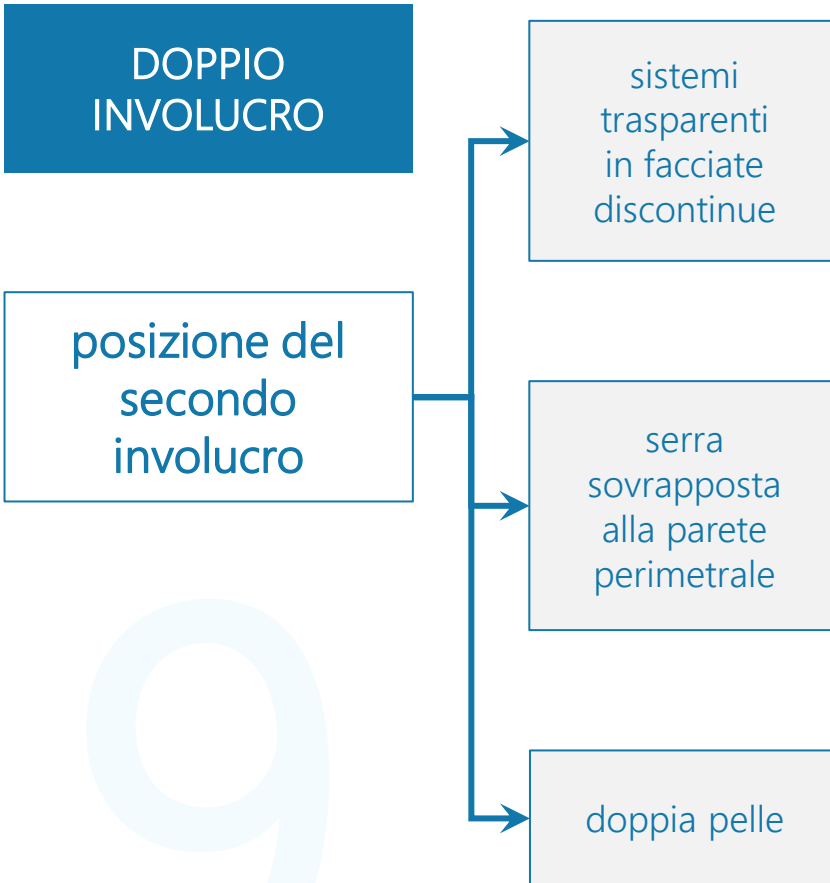 DOPPIO
INVOLUCRO
posizione del
secondo
involucro
sistemi
trasparenti
in facciate
discontinue
serra
sovrapposta
alla parete
perimetrale
doppia pelle
9